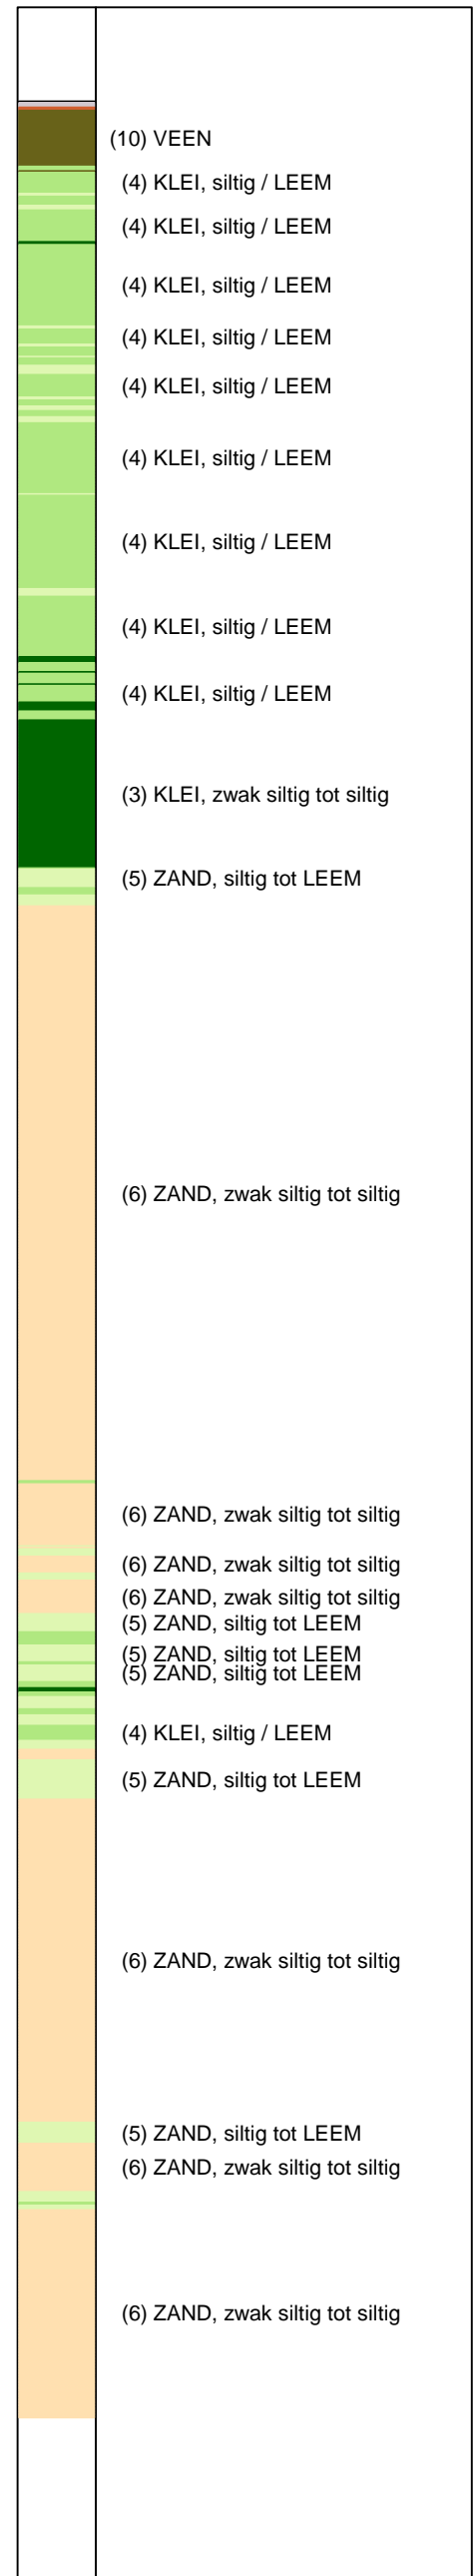 (10) VEEN
(4) KLEI, siltig / LEEM
(4) KLEI, siltig / LEEM
(4) KLEI, siltig / LEEM
(4) KLEI, siltig / LEEM
(4) KLEI, siltig / LEEM
(4) KLEI, siltig / LEEM
(4) KLEI, siltig / LEEM
(4) KLEI, siltig / LEEM
(4) KLEI, siltig / LEEM
(3) KLEI, zwak siltig tot siltig
(5) ZAND, siltig tot LEEM
(6) ZAND, zwak siltig tot siltig
(6) ZAND, zwak siltig tot siltig
(6) ZAND, zwak siltig tot siltig
(6) ZAND, zwak siltig tot siltig
(5) ZAND, siltig tot LEEM
(5) ZAND, siltig tot LEEM
(5) ZAND, siltig tot LEEM
(4) KLEI, siltig / LEEM
(5) ZAND, siltig tot LEEM
(6) ZAND, zwak siltig tot siltig
(5) ZAND, siltig tot LEEM
(6) ZAND, zwak siltig tot siltig
(6) ZAND, zwak siltig tot siltig